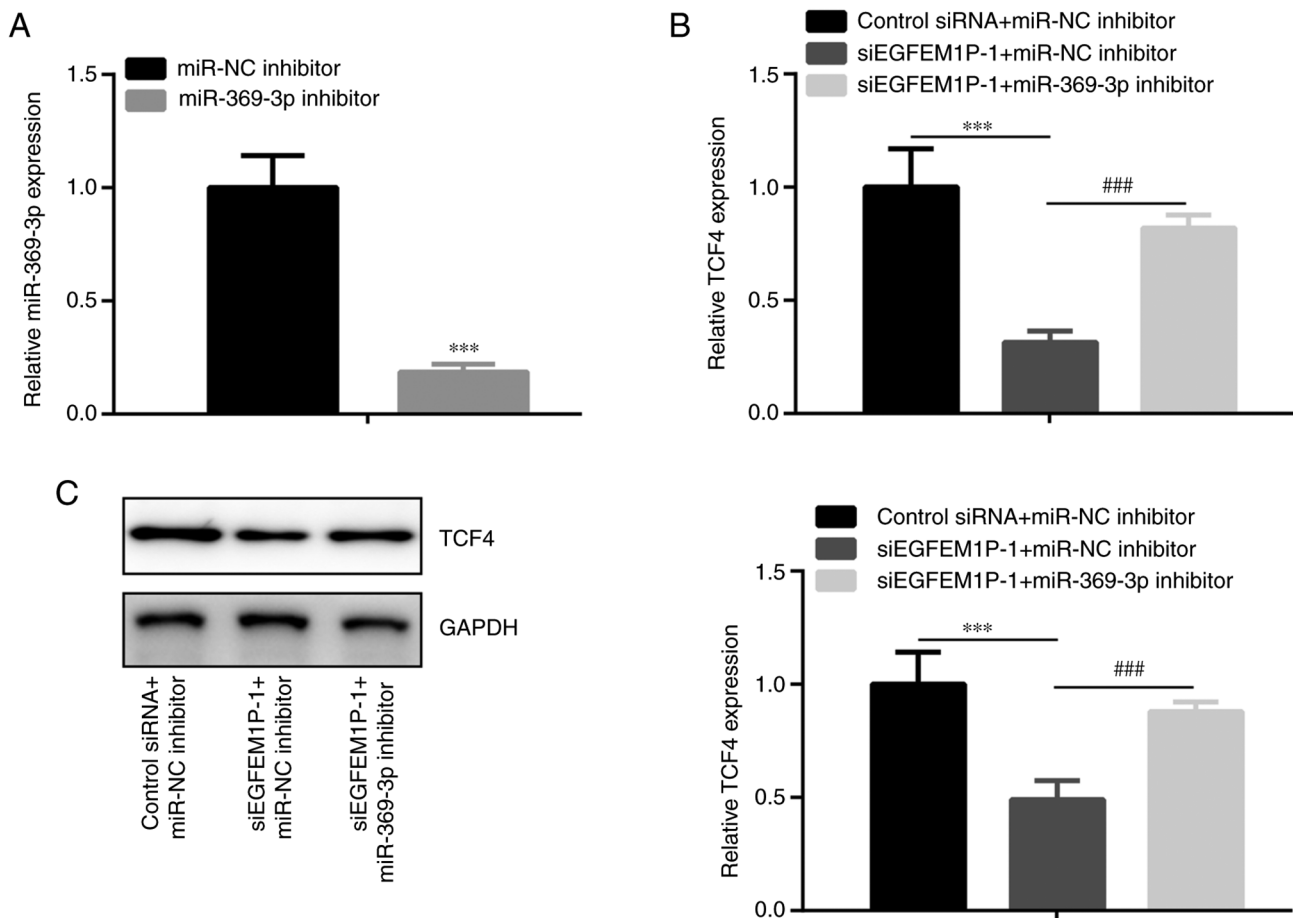 A
miR-NC inhibitor
miR-369-3p inhibitor
Relative miR-369-3p expression
1.5
1.0
0.5
0.0
***
B
Control siRNA+miR-NC inhibitor
siEGFEM1P-1+miR-NC inhibitor
siEGFEM1P-1+miR-369-3p inhibitor
Relative TCF4 expression
1.5
1.0
0.5
0.0
***
###
C
TCF4
GAPDH
Control siRNA+
miR-NC inhibitor
siEGFEM1P-1+
miR-NC inhibitor
siEGFEM1P-1+
miR-369-3p inhibitor
Control siRNA+miR-NC inhibitor
siEGFEM1P-1+miR-NC inhibitor
siEGFEM1P-1+miR-369-3p inhibitor
Relative TCF4 expression
1.5
1.0
0.5
0.0
***
###